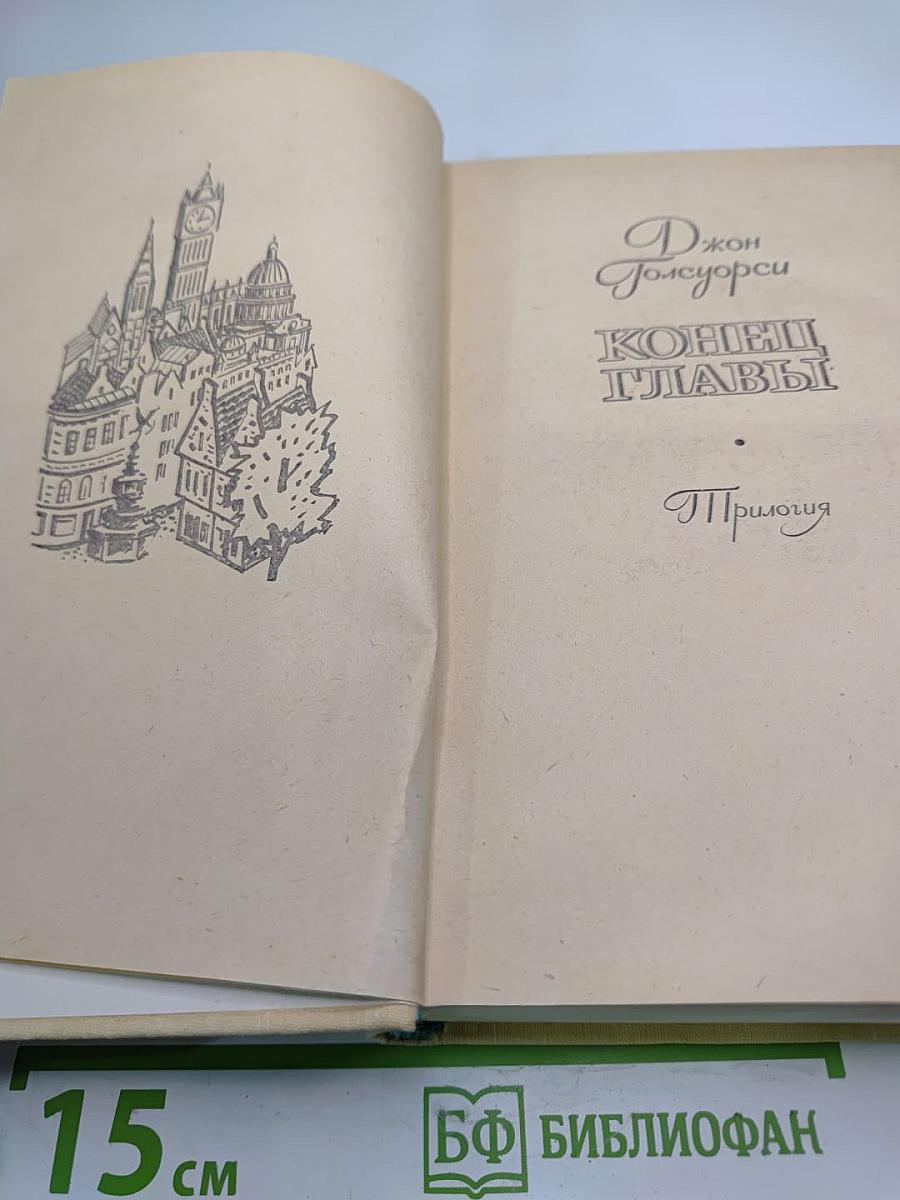 Джон
Голсуорси
КОНЕЦ
ГЛАВЫ
Трилогия
15 см
БФ БИБЛИОФАН